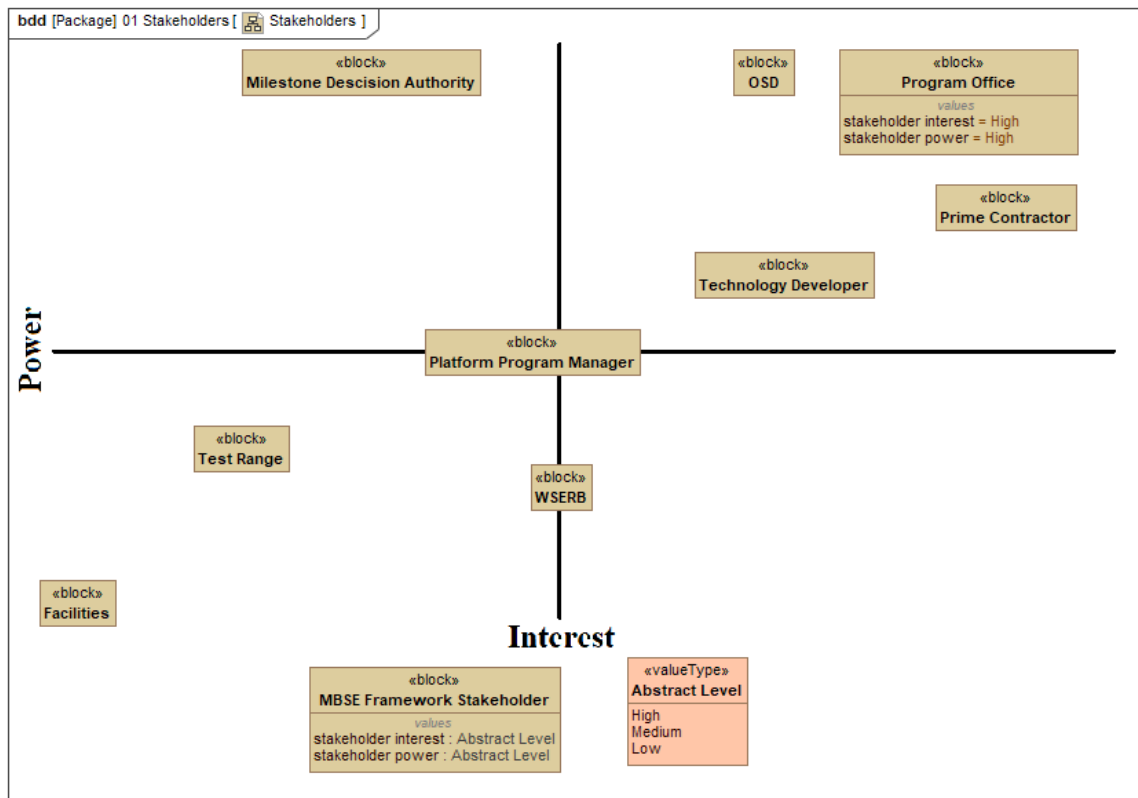 bdd [Package] 01 Stakeholders [ Stakeholders ]
«block»
Milestone Descision Authority
«block»
OSD
«block»
Program Office
values
stakeholder interest = High
stakeholder power = High
«block»
Prime Contractor
«block»
Technology Developer
«block»
Platform Program Manager
Power
«block»
Test Range
«block»
WSERB
«block»
Facilities
Interest
«block»
MBSE Framework Stakeholder
values
stakeholder interest : Abstract Level
stakeholder power : Abstract Level
«valueType»
Abstract Level
High
Medium
Low